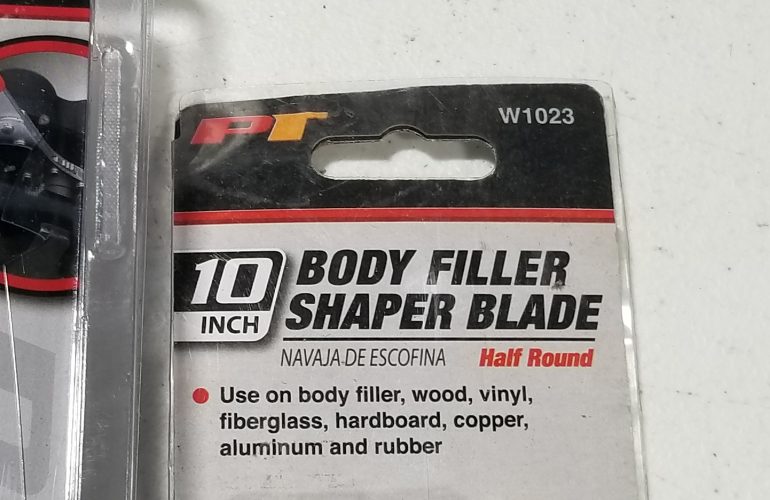 PT
W1023
10
INCH
BODY FILLER
SHAPER BLADE
NAVAJA DE ESCOFINA
Half Round
Use on body filler, wood, vinyl,
fiberglass, hardboard, copper,
aluminum and rubber